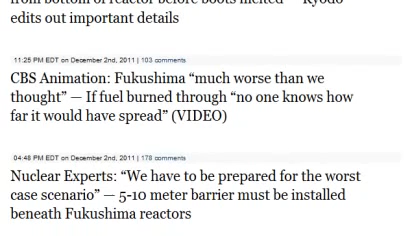 from bottom of reactor before boots melted — Kyodo
edits out important details
11:25 PM EDT on December 2nd, 2011 | 103 comments
CBS Animation: Fukushima “much worse than we
thought” — If fuel burned through “no one knows how
far it would have spread” (VIDEO)
04:48 PM EDT on December 2nd, 2011 | 178 comments
Nuclear Experts: “We have to be prepared for the worst
case scenario” — 5-10 meter barrier must be installed
beneath Fukushima reactors